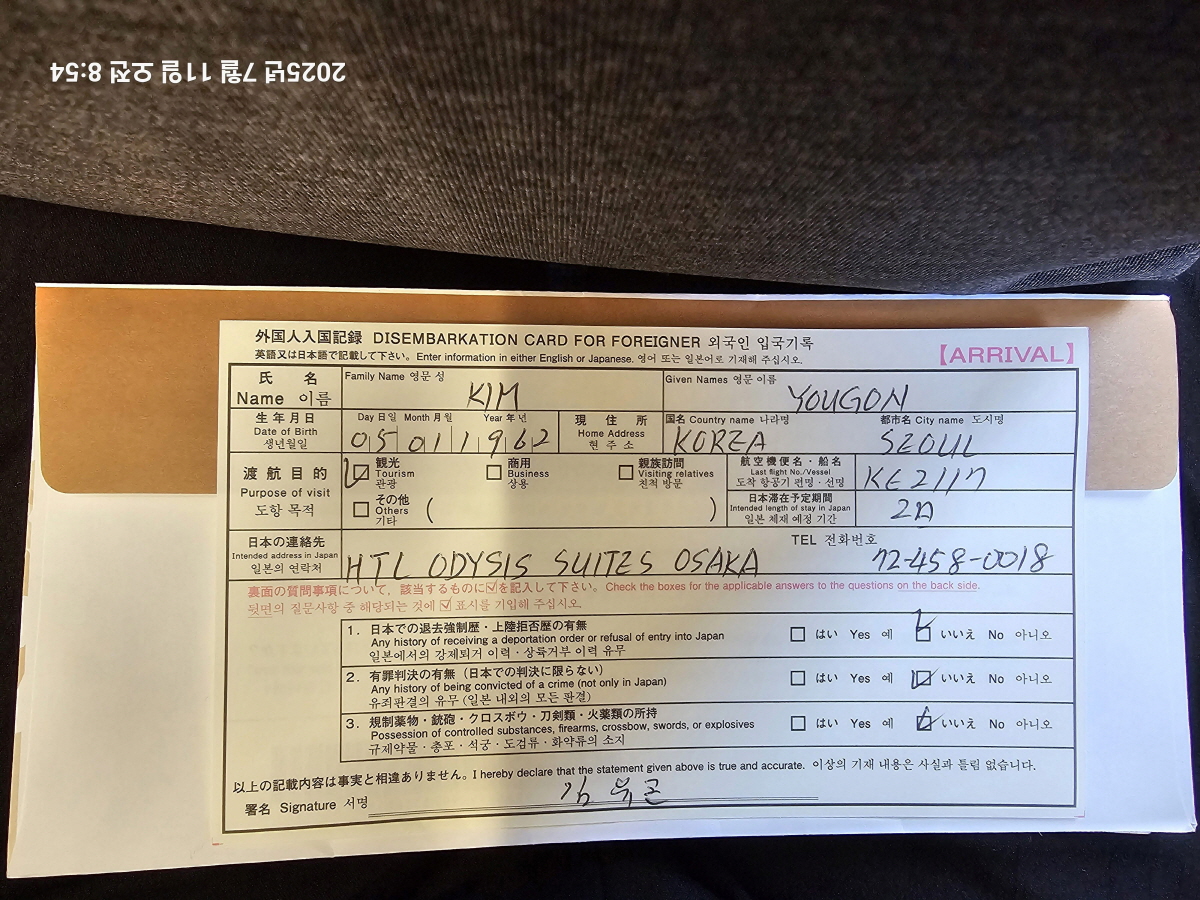 2025년 7월 11일 오전 8:54
外国人入国記録 DISEMBARKATION CARD FOR FOREIGNER 외국인 입국기록
英語又は日本語で記載して下さい。Enter information in either English or Japanese. 영어 또는 일본어로 기재해 주십시오.
【ARRIVAL】
氏 名
Name 이름
Family Name 영문 성
KIM
Given Names 영문 이름
YOUGON
生年月日
Date of Birth
생년월일
Day 日 일 Month 月 월 Year 年 년
05 01 1962
現 住 所
Home Address
현 주 소
国名 Country name 나라명
KOREA
都市名 City name 도시명
SEOUL
渡航目的
Purpose of visit
도항 목적
☑ 観光
Tourism
관광
☐ 商用
Business
상용
☐ 親族訪問
Visiting relatives
친척 방문
☐ その他
Others
기타
( )
航空機便名・船名
Last flight No./Vessel
도착 항공기 편명・선명
KE2117
日本滞在予定期間
Intended length of stay in Japan
일본 체재 예정 기간
日本の連絡先
Intended address in Japan
일본의 연락처
HTL ODYSIS SUITES OSAKA
TEL 전화번호
72-458-0018
裏面の質問事項について、該当するものに☑を記入して下さい。Check the boxes for the applicable answers to the questions on the back side.
뒷면의 질문사항 중 해당되는 것에 ☑ 표시를 기입해 주십시오.
1. 日本での退去強制歴・上陸拒否歴の有無
Any history of receiving a deportation order or refusal of entry into Japan
일본에서의 강제퇴거 이력・상륙거부 이력 유무
☐ はい Yes 예 ☑ いいえ No 아니오
2. 有罪判決の有無 (日本での判決に限らない)
Any history of being convicted of a crime (not only in Japan)
유죄판결의 유무 (일본 내외의 모든 판결)
☐ はい Yes 예 ☑ いいえ No 아니오
3. 規制薬物・銃砲・クロスボウ・刀剣類・火薬類の所持
Possession of controlled substances, firearms, crossbow, swords, or explosives
규제약물・총포・석궁・도검류・화약류의 소지
☐ はい Yes 예 ☑ いいえ No 아니오
以上の記載内容は事実と相違ありません。I hereby declare that the statement given above is true and accurate. 이상의 기재 내용은 사실과 틀림 없습니다.
署名 Signature 서명